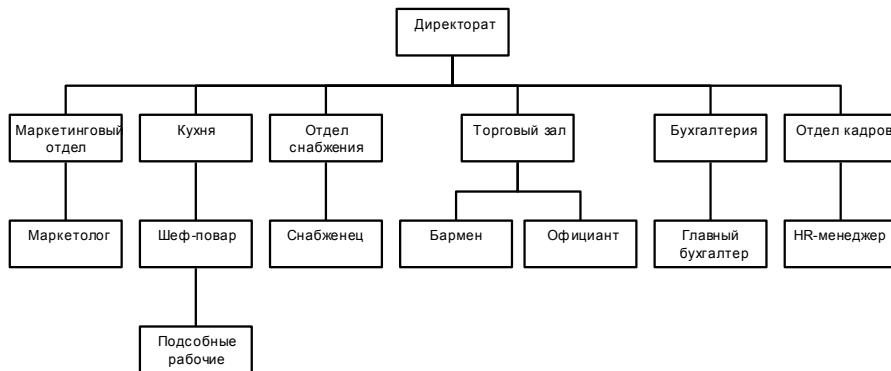 Директорат
Маркетинговый
отдел
Кухня
Отдел
снабжения
Торговый зал
Бухгалтерия
Отдел кадров
Маркетолог
Шеф-повар
Снабженец
Бармен
Официант
Главный
бухгалтер
HR-менеджер
Подсобные
рабочие